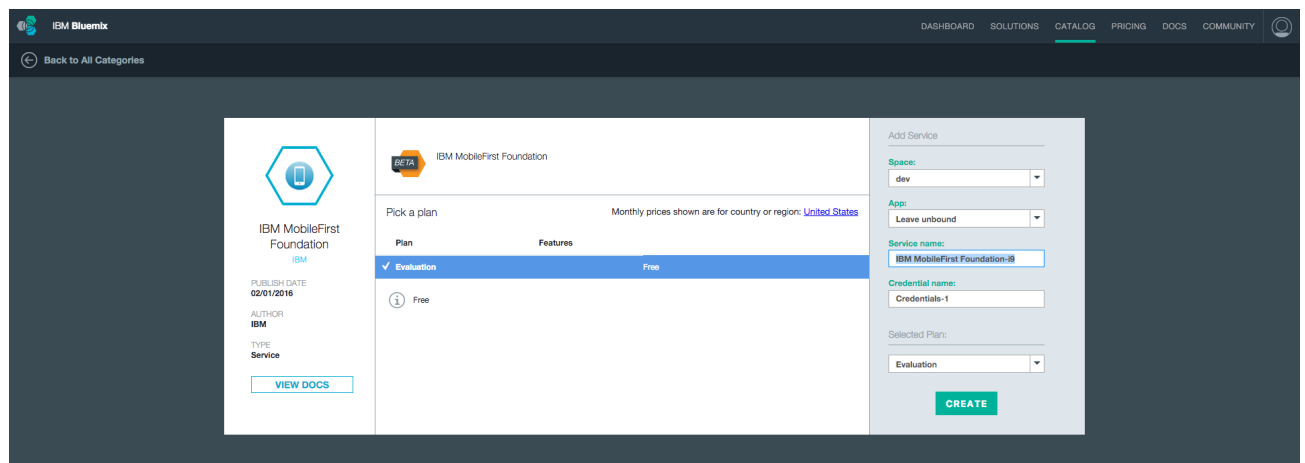 IBM Bluemix
DASHBOARD SOLUTIONS CATALOG PRICING DOCS COMMUNITY
Back to All Categories
IBM MobileFirst
Foundation
IBM
PUBLISH DATE
02/01/2016
AUTHOR
IBM
TYPE
Service
VIEW DOCS
BETA
IBM MobileFirst Foundation
Pick a plan
Monthly prices shown are for country or region: United States
Plan Features
Evaluation Free
Free
Add Service
Space:
dev
App:
Leave unbound
Service name:
IBM MobileFirst Foundation-i9
Credential name:
Credentials-1
Selected Plan:
Evaluation
CREATE